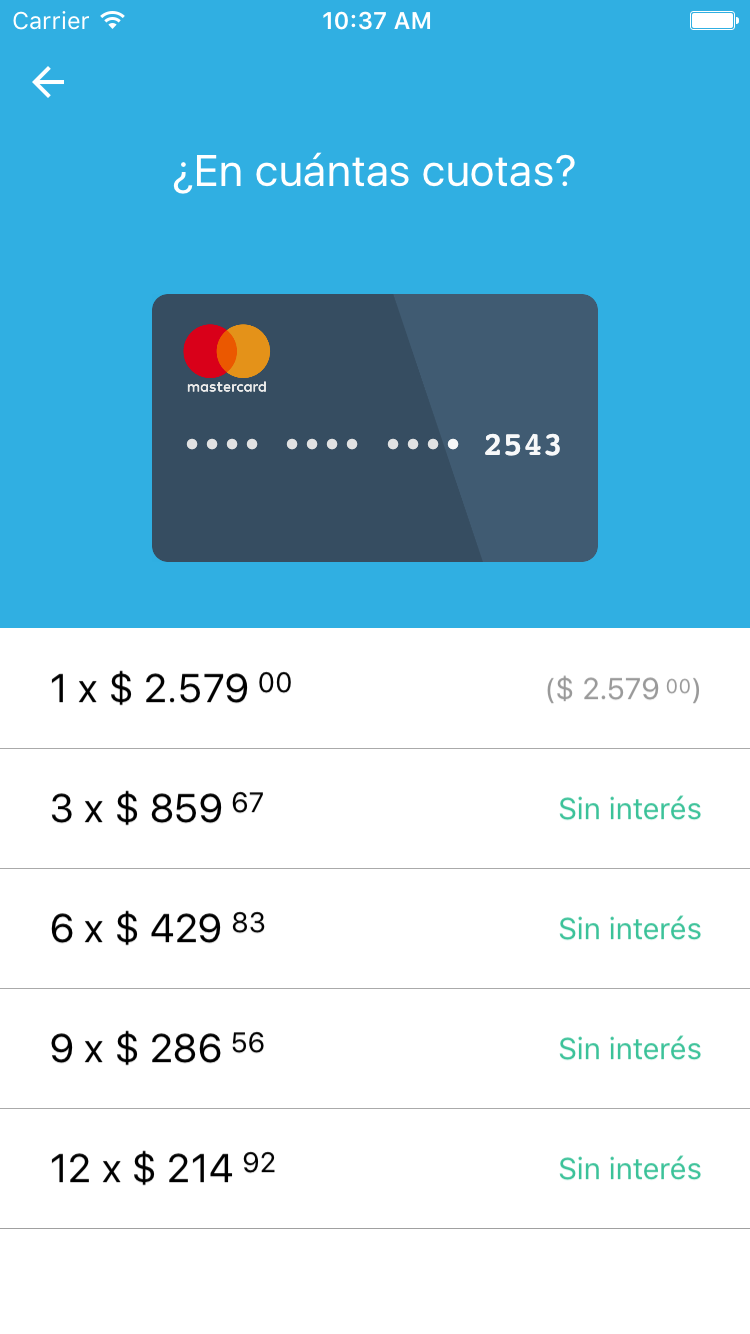 Carrier 10:37 AM
¿En cuántas cuotas?
mastercard
•••• •••• •••• 2543
1 x $ 2.579 00 ($ 2.579 00)
3 x $ 859 67 Sin interés
6 x $ 429 83 Sin interés
9 x $ 286 56 Sin interés
12 x $ 214 92 Sin interés